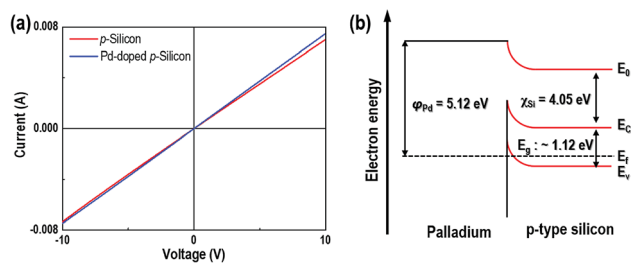 (a)
0.008
p-Silicon
Pd-doped p-Silicon
Current (A)
0.000
-0.008
-10
0
10
Voltage (V)
(b)
Electron energy
φPd = 5.12 eV
χSi = 4.05 eV
Eg : ~ 1.12 eV
E0
EC
Ef
Ev
Palladium
p-type silicon